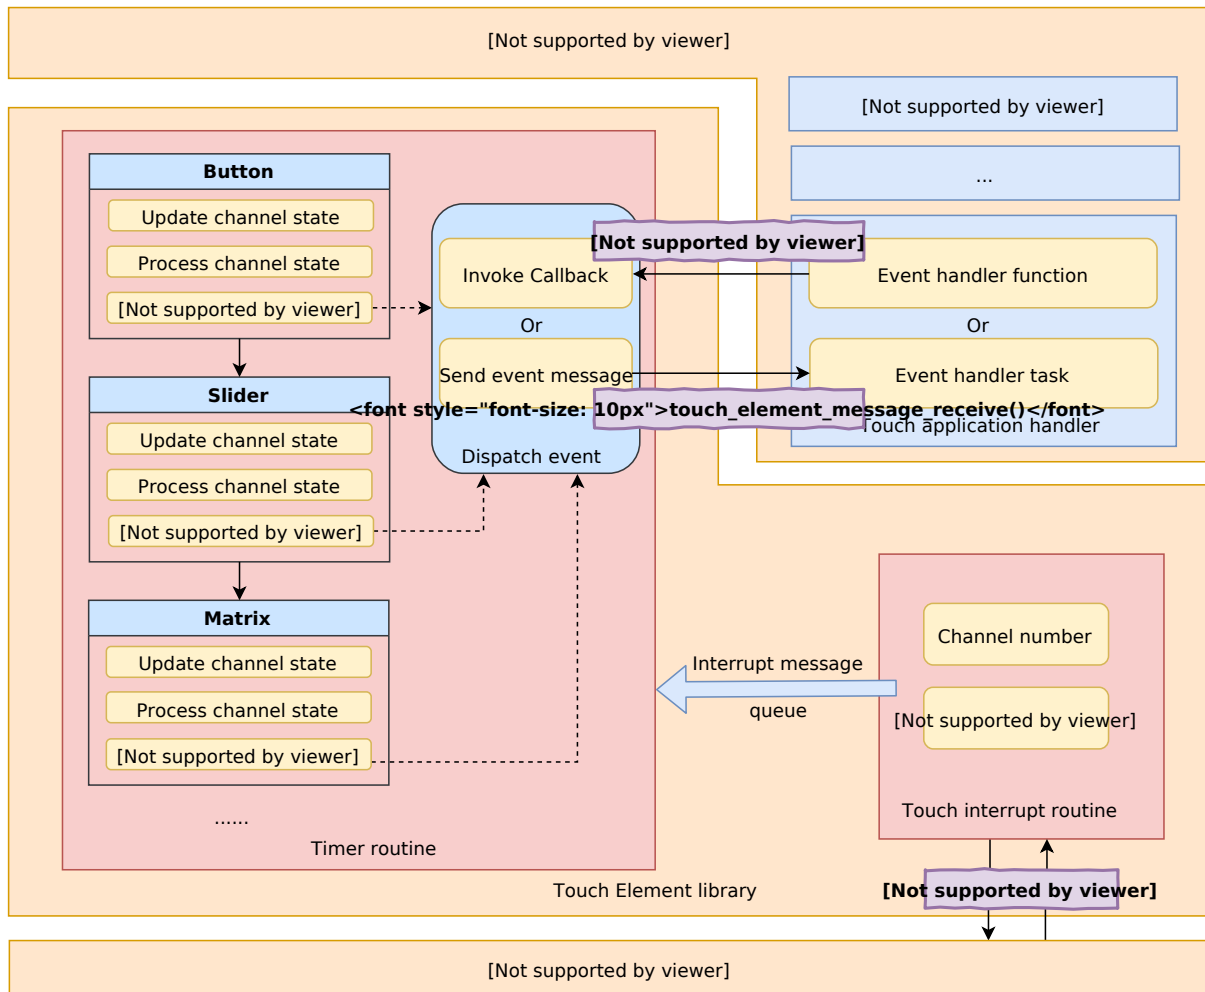 [Not supported by viewer]
[Not supported by viewer]
...
Button
Update channel state
Process channel state
[Not supported by viewer]
Slider
Update channel state
Process channel state
[Not supported by viewer]
Matrix
Update channel state
Process channel state
[Not supported by viewer]
......
Timer routine
Invoke Callback
Or
Send event message
Dispatch event
[Not supported by viewer]
<font style="font-size: 10px">touch_element_message_receive()</font>
Event handler function
Or
Event handler task
Touch application handler
Interrupt message
queue
Channel number
[Not supported by viewer]
Touch interrupt routine
[Not supported by viewer]
Touch Element library
[Not supported by viewer]